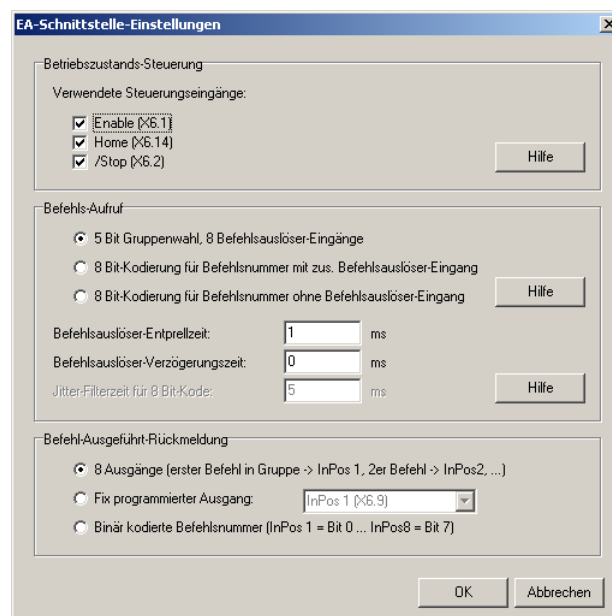 EA-Schnittstelle-Einstellungen
Betriebszustands-Steuerung
Verwendete Steuerungseingänge:
Enable (X6.1)
Home (X6.14)
/Stop (X6.2)
Hilfe
Befehls-Aufruf
5 Bit Gruppenwahl, 8 Befehlsauslöser-Eingänge
8 Bit-Kodierung für Befehlsnummer mit zus. Befehlsauslöser-Eingang
8 Bit-Kodierung für Befehlsnummer ohne Befehlsauslöser-Eingang
Hilfe
Befehlsauslöser-Entprellzeit: 1 ms
Befehlsauslöser-Verzögerungszeit: 0 ms
Jitter-Filterzeit für 8 Bit-Kode: 5 ms
Hilfe
Befehl-Ausgeführt-Rückmeldung
8 Ausgänge (erster Befehl in Gruppe -> InPos 1, 2er Befehl -> InPos2, ...)
Fix programmierter Ausgang: InPos 1 (X6.9)
Binär kodierte Befehlsnummer (InPos 1 = Bit 0 ... InPos8 = Bit 7)
OK Abbrechen